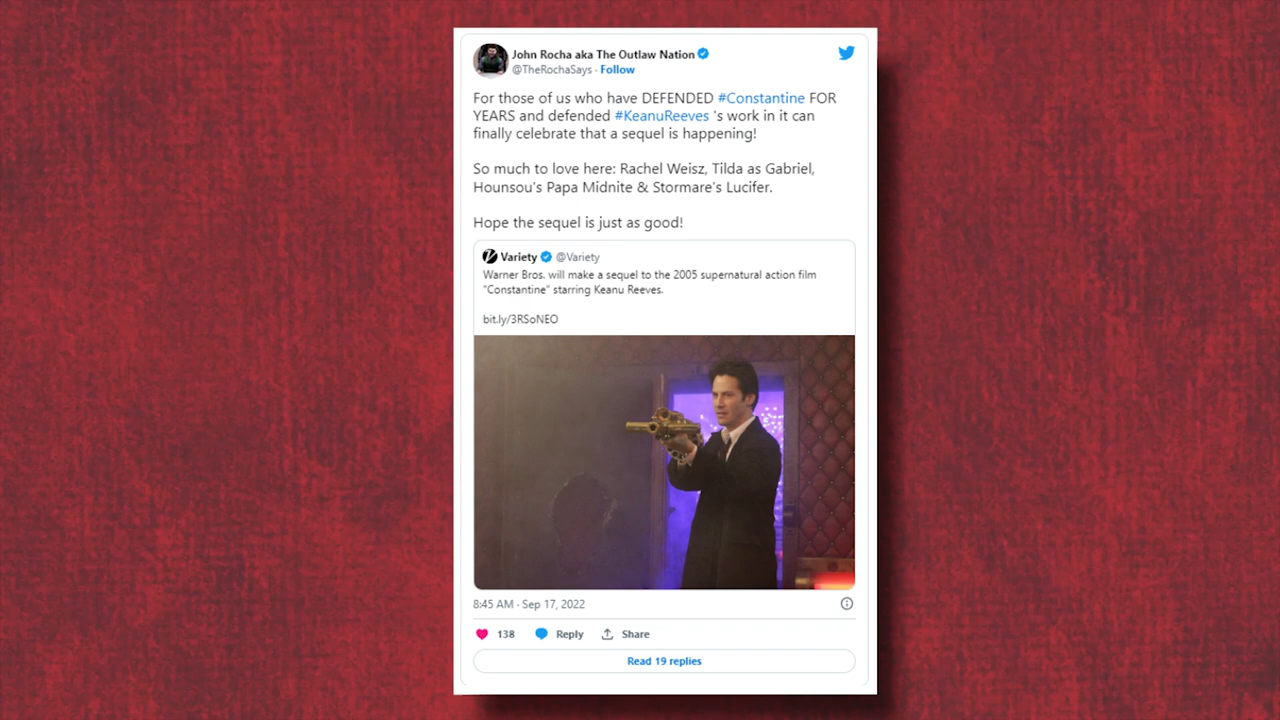 John Rocha aka The Outlaw Nation
@TheRochaSays · Follow
For those of us who have DEFENDED #Constantine FOR
YEARS and defended #KeanuReeves 's work in it can
finally celebrate that a sequel is happening!
So much to love here: Rachel Weisz, Tilda as Gabriel,
Hounsou's Papa Midnite & Stormare's Lucifer.
Hope the sequel is just as good!
Variety @Variety
Warner Bros. will make a sequel to the 2005 supernatural action film
"Constantine" starring Keanu Reeves.
bit.ly/3RSoNEO
8:45 AM · Sep 17, 2022
138 Reply Share
Read 19 replies